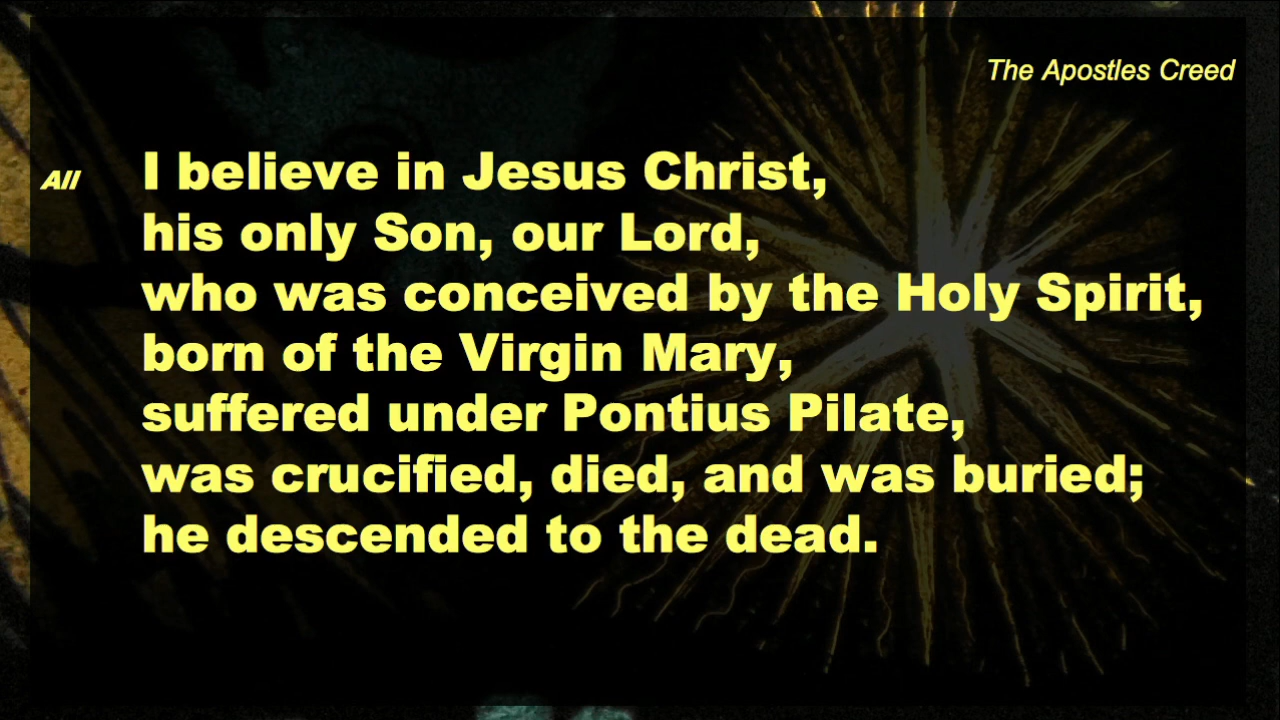 The Apostles Creed
All
I believe in Jesus Christ,
his only Son, our Lord,
who was conceived by the Holy Spirit,
born of the Virgin Mary,
suffered under Pontius Pilate,
was crucified, died, and was buried;
he descended to the dead.